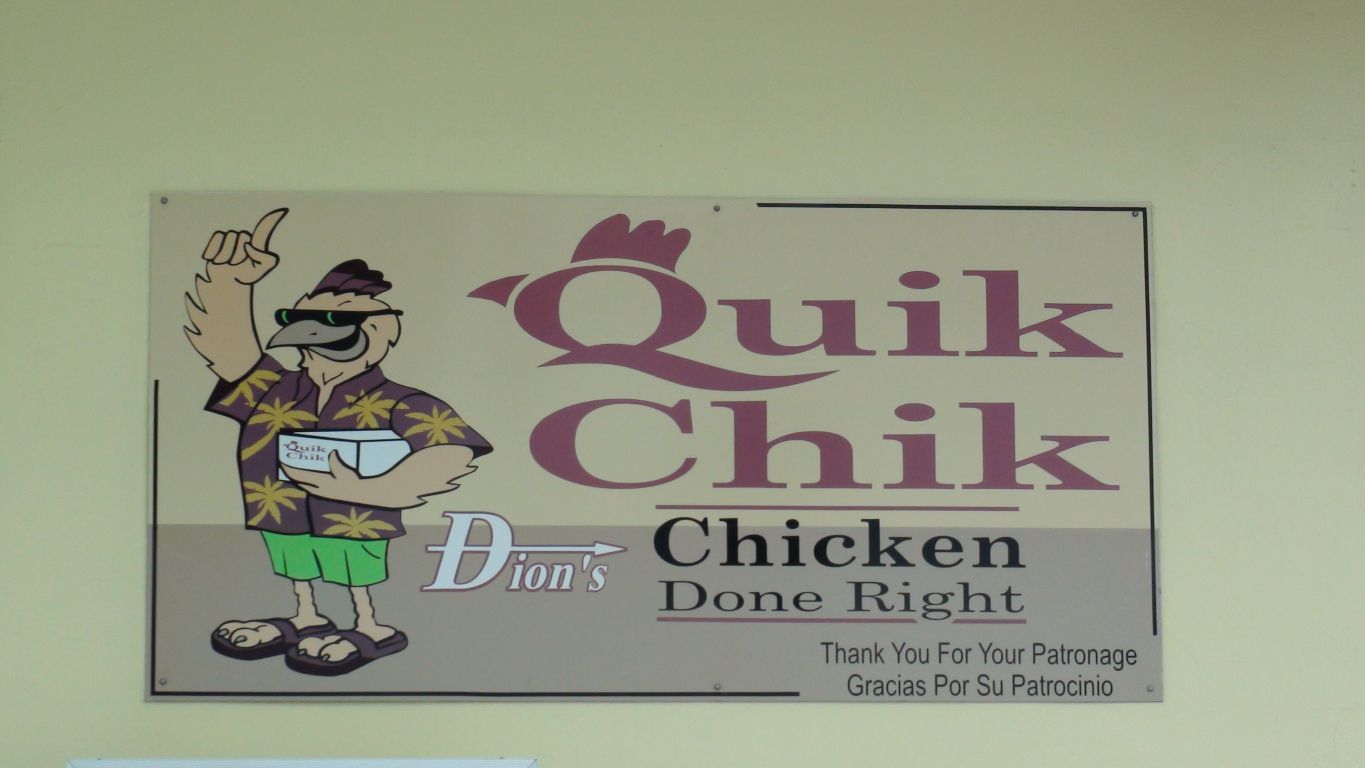 Quik
Chik
Quik
Chik
Dion's
Chicken
Done Right
Thank You For Your Patronage
Gracias Por Su Patrocinio